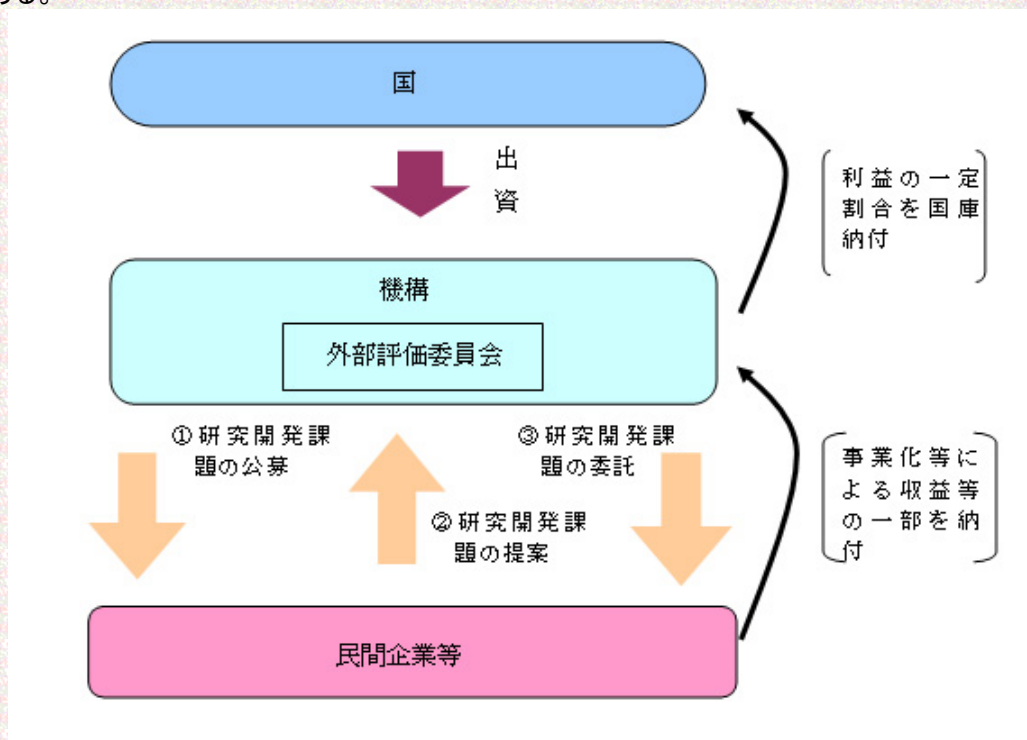 ある。
国
出
資
利益の一定
割合を国庫
納付
機構
外部評価委員会
①研究開発課
題の公募
②研究開発課
題の提案
③研究開発課
題の委託
事業化等に
よる収益等
の一部を納
付
民間企業等